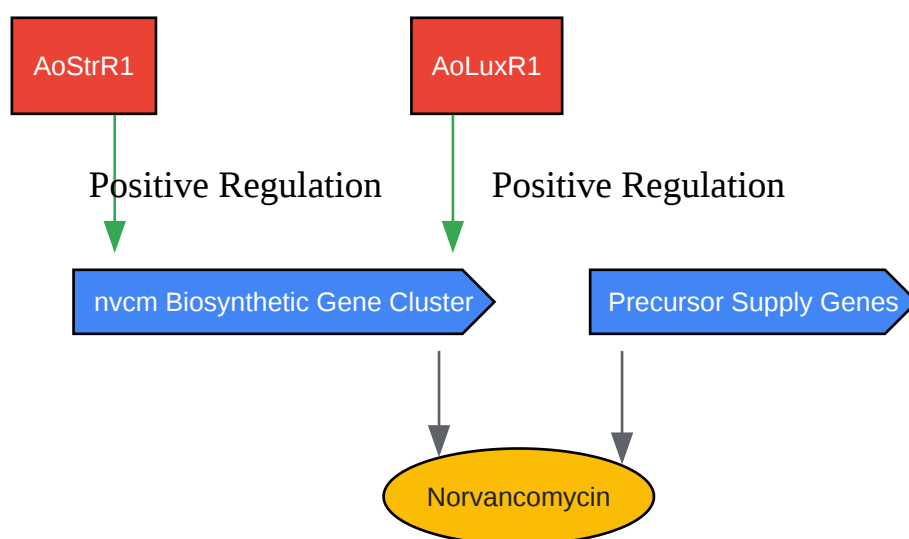 AoStrR1
AoLuxR1
Positive Regulation
Positive Regulation
nvcm Biosynthetic Gene Cluster
Precursor Supply Genes
Norvancomycin